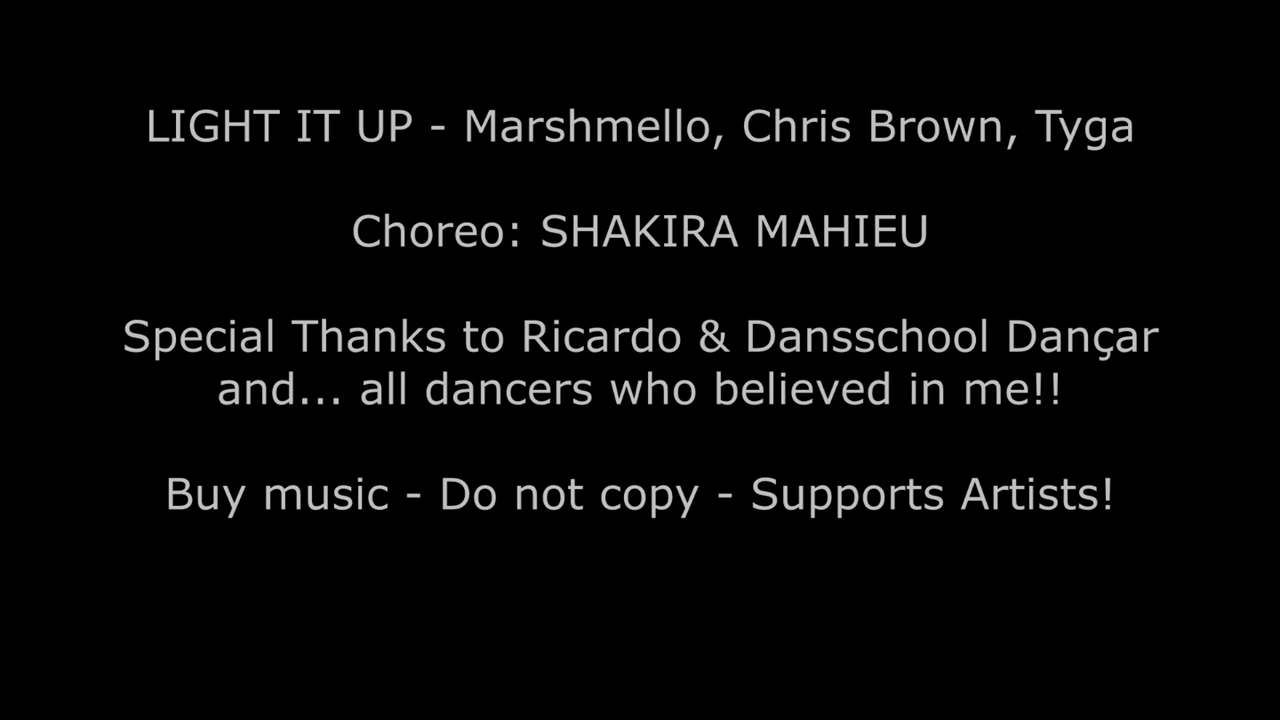 LIGHT IT UP - Marshmello, Chris Brown, Tyga
Choreo: SHAKIRA MAHIEU
Special Thanks to Ricardo & Dansschool Dançar
and... all dancers who believed in me!!
Buy music - Do not copy - Supports Artists!